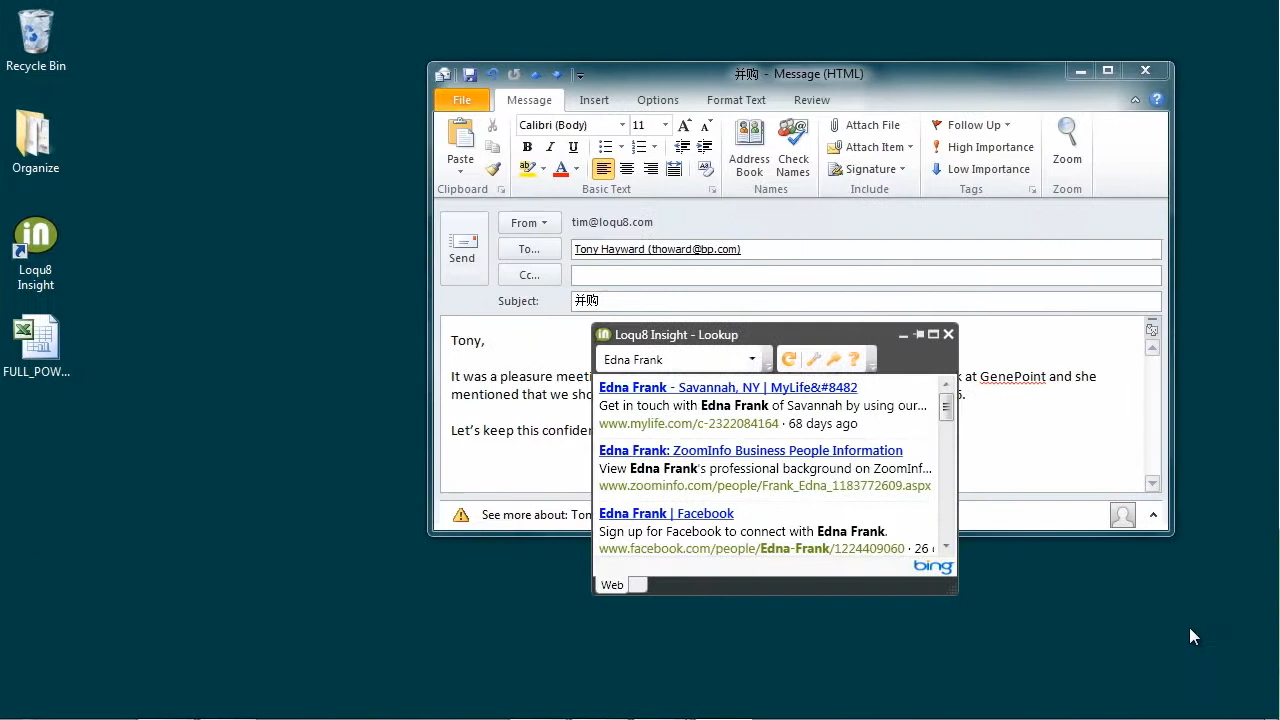 Recycle Bin
Organize
Loqu8
Insight
FULL_POW...
并购 - Message (HTML)
File
Message
Insert
Options
Format Text
Review
Paste
Clipboard
Calibri (Body)
11
B I U
Basic Text
Address
Book
Check
Names
Names
Attach File
Attach Item
Signature
Include
Follow Up
High Importance
Low Importance
Tags
Zoom
Zoom
Send
From
tim@loqu8.com
To...
Tony Hayward (thoward@bp.com)
Cc...
Subject:
并购
Tony,
It was a pleasure at GenePoint and she
mentioned that we
Let's keep this
See more about:
in Loqu8 Insight - Lookup
Edna Frank
Edna Frank - Savannah, NY | MyLife&#8482
Get in touch with Edna Frank of Savannah by using our...
www.mylife.com/c-2322084164 · 68 days ago
Edna Frank: ZoomInfo Business People Information
View Edna Frank's professional background on ZoomInf...
www.zoominfo.com/people/Frank_Edna_1183772609.aspx
Edna Frank | Facebook
Sign up for Facebook to connect with Edna Frank.
www.facebook.com/people/Edna-Frank/1224409060 · 26
bing
Web